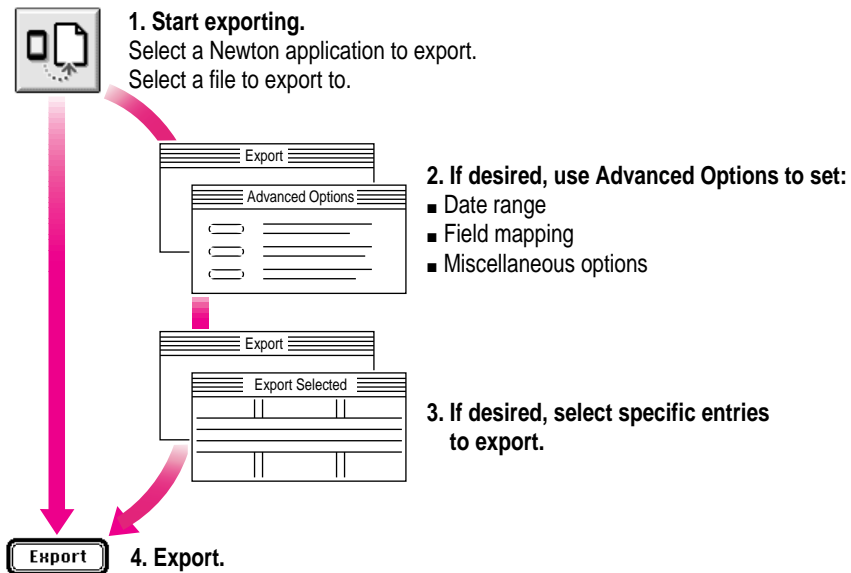 1. Start exporting.
Select a Newton application to export.
Select a file to export to.
Export
Advanced Options
2. If desired, use Advanced Options to set:
■ Date range
■ Field mapping
■ Miscellaneous options
Export
Export Selected
3. If desired, select specific entries
to export.
Export
4. Export.